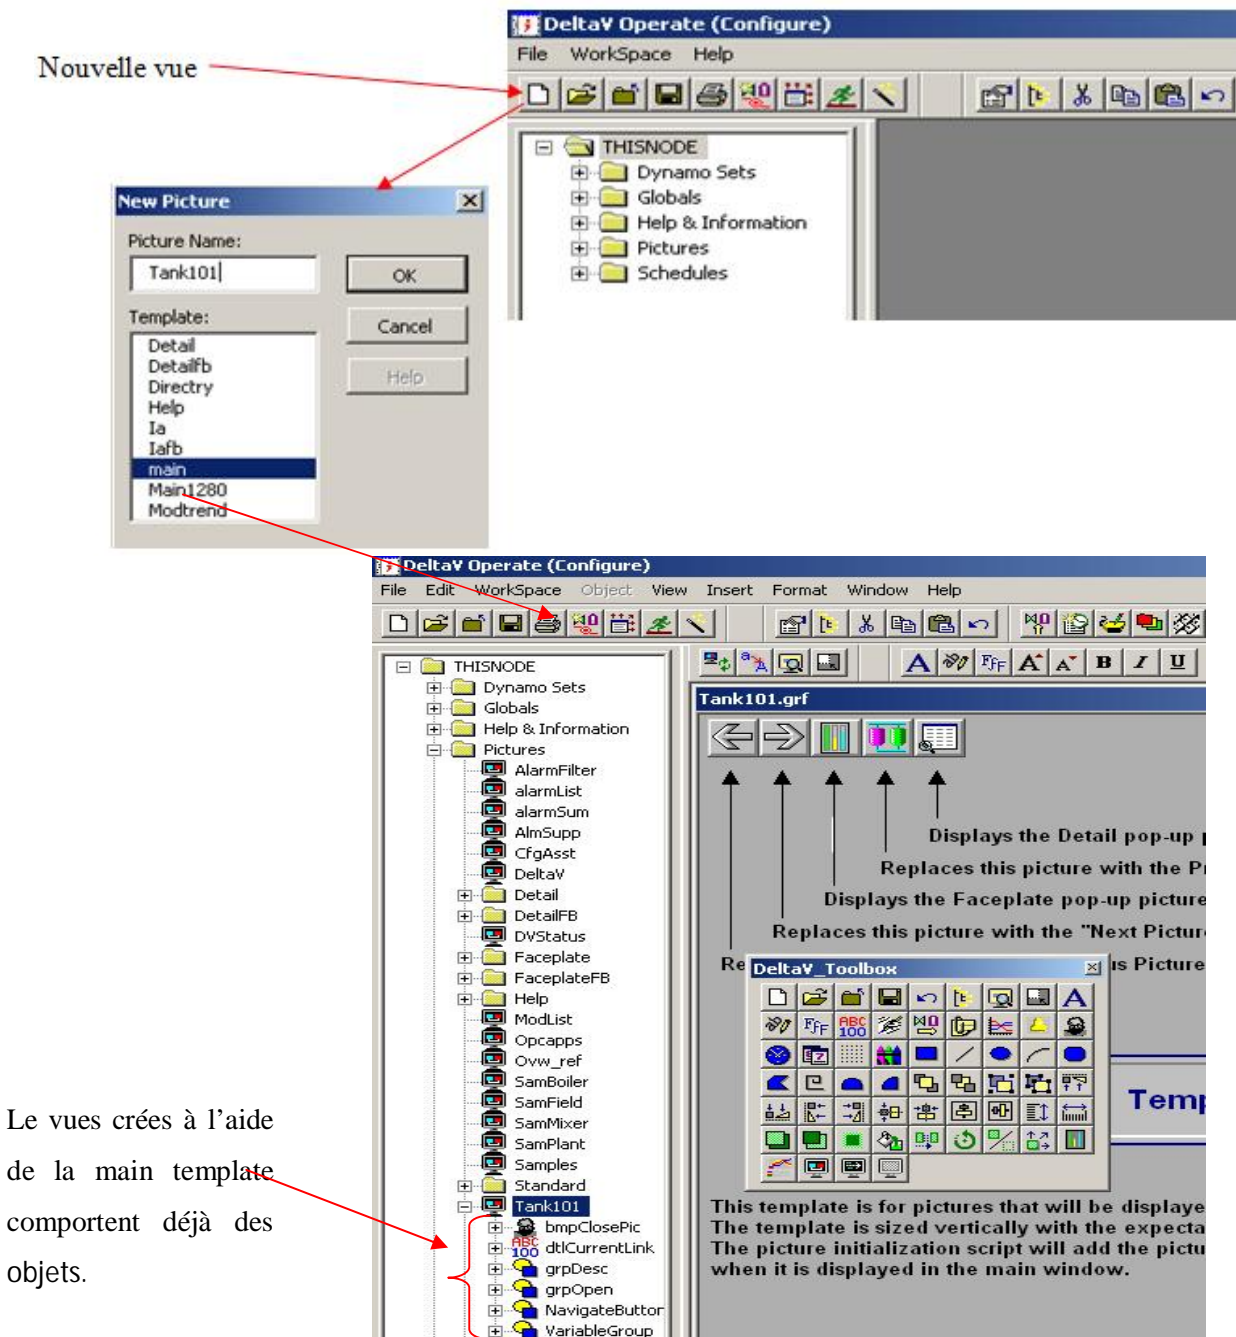 DeltaV Operate (Configure)
File WorkSpace Help
Nouvelle vue
THISNODE
Dynamo Sets
Globals
Help & Information
Pictures
Schedules
New Picture
Picture Name:
Tank101
OK
Template:
Cancel
Detail
Detailfb
Directry
Help
Help
Ia
Iafb
main
Main1280
Modtrend
DeltaV Operate (Configure)
File Edit WorkSpace Object View Insert Format Window Help
THISNODE
Dynamo Sets
Globals
Help & Information
Pictures
AlarmFilter
alarmList
alarmSum
AlmSupp
CfgAsst
DeltaV
Detail
DetailFB
DVStatus
Faceplate
FaceplateFB
Help
ModList
Opcapps
Ovw_ref
SamBoiler
SamField
SamMixer
SamPlant
Samples
Standard
Tank101
bmpClosePic
dtlCurrentLink
grpDesc
grpOpen
NavigateButton
VariableGroup
Tank101.grf
Displays the Detail pop-up
Replaces this picture with the
Displays the Faceplate pop-up picture
Replaces this picture with the "Next
is Picture
DeltaV_Toolbox
This template is for pictures that will be
The template is sized vertically with the
The picture initialization script will add the
when it is displayed in the main window.
Le vues crées à l'aide
de la main template
comportent déjà des
objets.